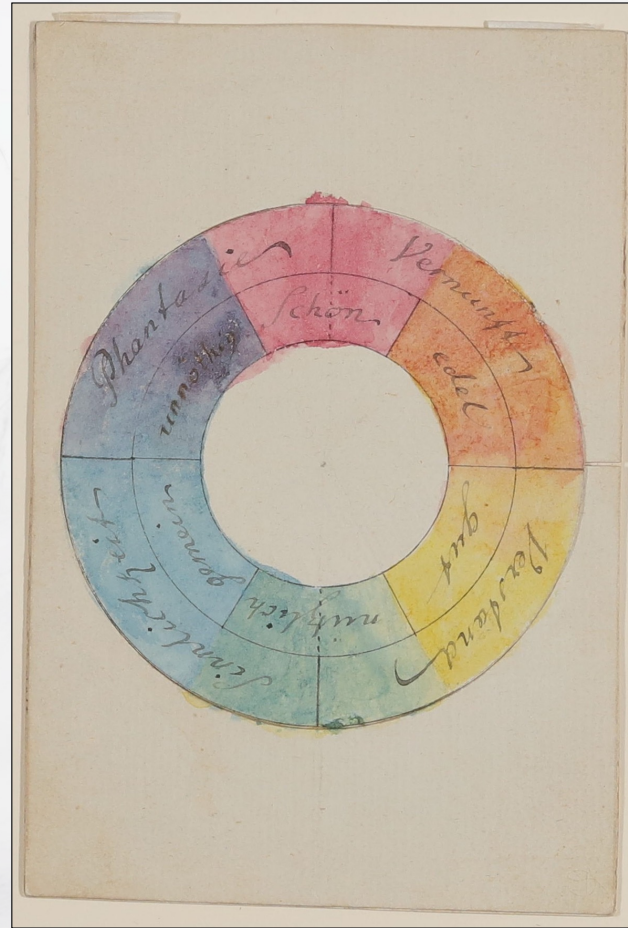 Vernunft
Verstand
Sinnlichkeit
Phantasie
Schön
edel
gut
nützlich
gemein
unnöthig